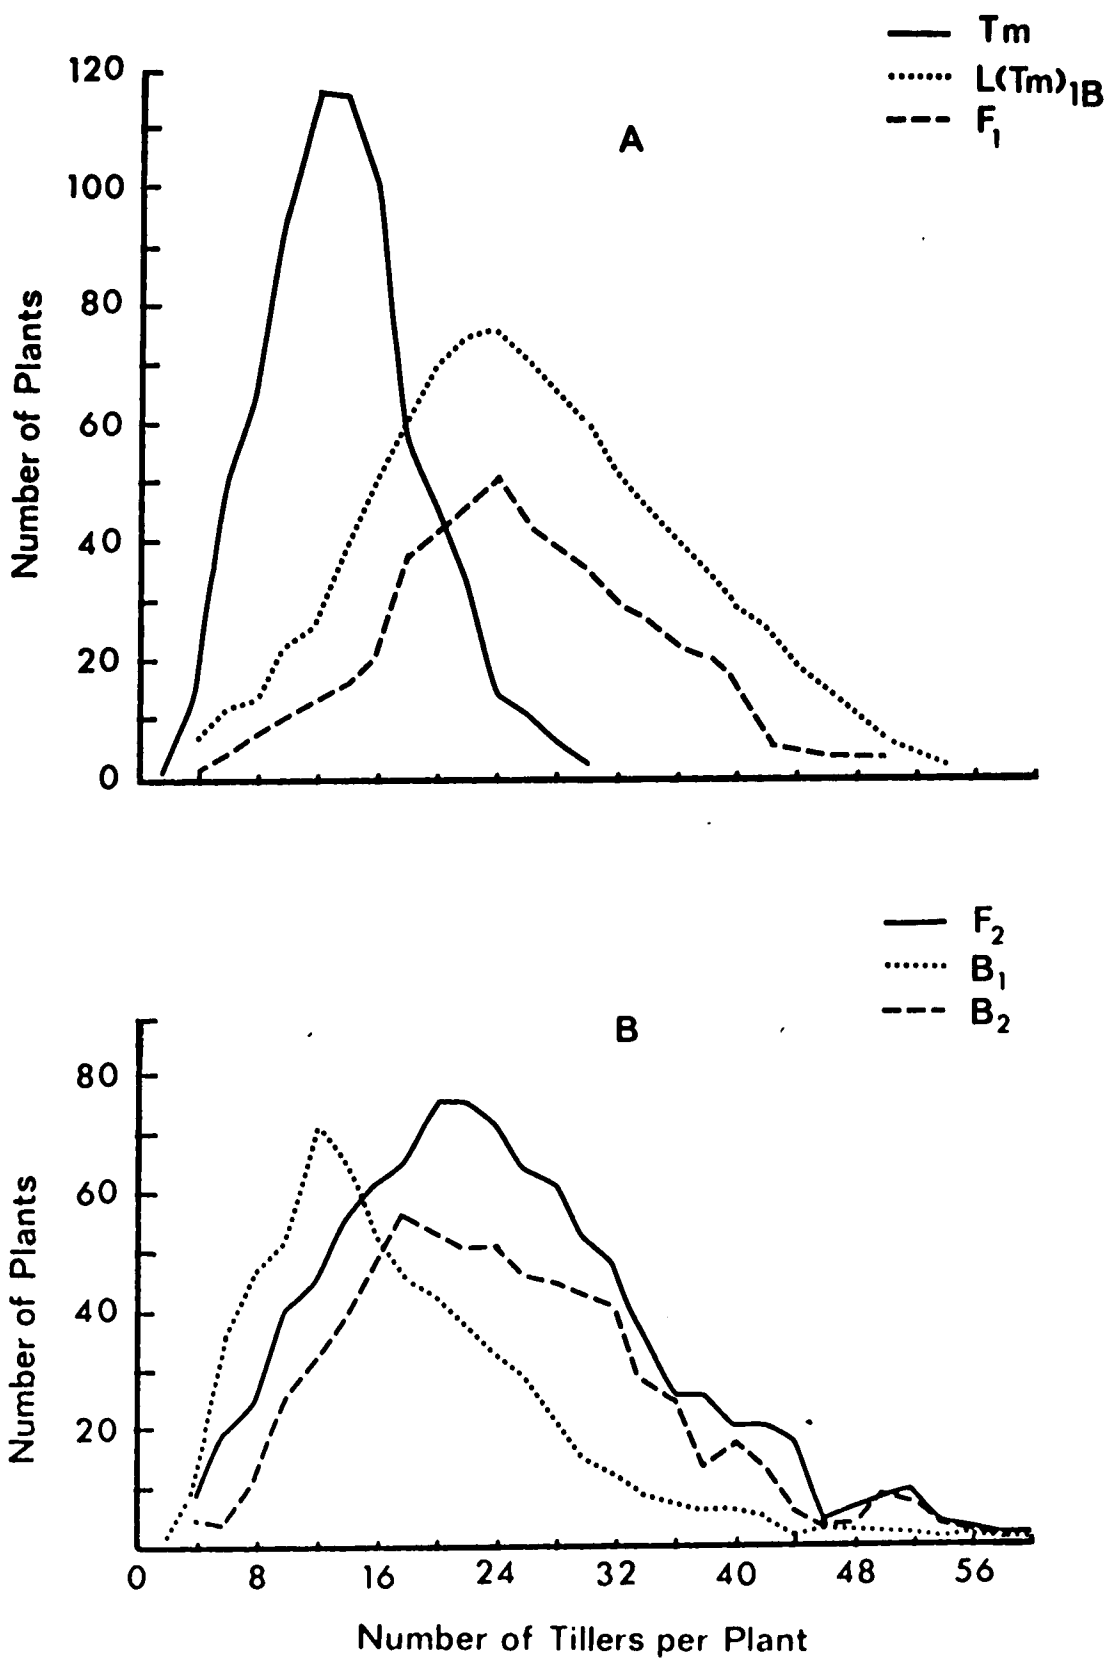 Tm
L(Tm)1B
F1
A
Number of Plants
120
100
80
60
40
20
0
F2
B1
B2
B
Number of Plants
80
60
40
20
0 8 16 24 32 40 48 56
Number of Tillers per Plant